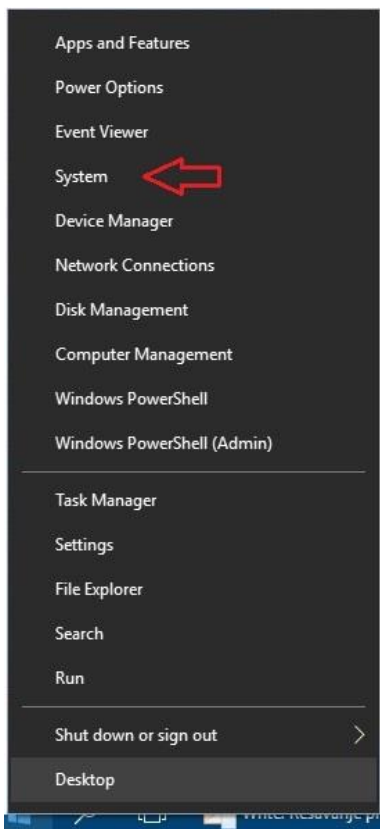 Apps and Features
Power Options
Event Viewer
System
Device Manager
Network Connections
Disk Management
Computer Management
Windows PowerShell
Windows PowerShell (Admin)
Task Manager
Settings
File Explorer
Search
Run
Shut down or sign out
Desktop